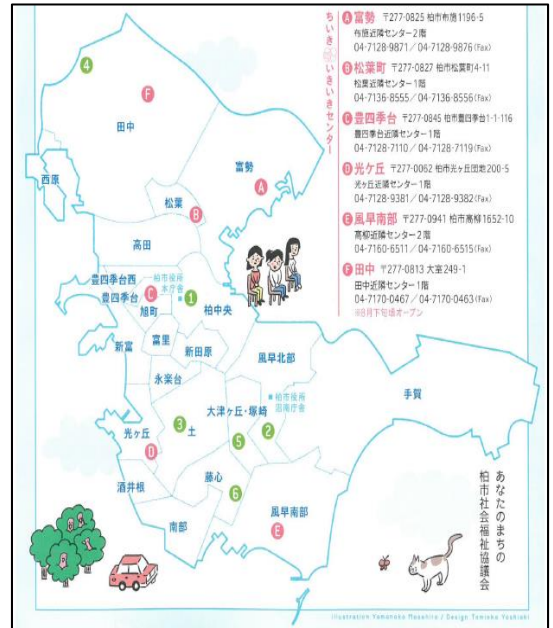 ちいきいきいきセンター
A 富勢 〒277-0825 柏市布施1196-5
布施近隣センター2階
04-7128-9871／04-7128-9876(Fax)
B 松葉町 〒277-0827 柏市松葉町4-11
松葉近隣センター1階
04-7136-8555／04-7136-8556(Fax)
C 豊四季台 〒277-0845 柏市豊四季台1-1-116
豊四季台近隣センター1階
04-7128-7110／04-7128-7119(Fax)
D 光ケ丘 〒277-0062 柏市光ケ丘団地200-5
光ヶ丘近隣センター1階
04-7128-9381／04-7128-9382(Fax)
E 風早南部 〒277-0941 柏市高柳1652-10
高柳近隣センター2階
04-7160-6511／04-7160-6515(Fax)
F 田中 〒277-0813 大室249-1
田中近隣センター1階
04-7170-0467／04-7170-0463(Fax)
※8月下旬頃オープン
4
F
田中
西原
富勢
A
松葉
B
高田
豊四季台西
柏市役所
本庁舎
豊四季台
C
1
旭町
柏中央
新富
富里
新田原
風早北部
手賀
永楽台
柏市役所
沼南庁舎
大津ヶ丘・塚崎
光ヶ丘
3
土
2
D
5
酒井根
藤心
6
南部
風早南部
E
あなたのまちの
柏市社会福祉協議会
Illustration Yamanoko Masahiro / Design Tomioka Yoshiaki